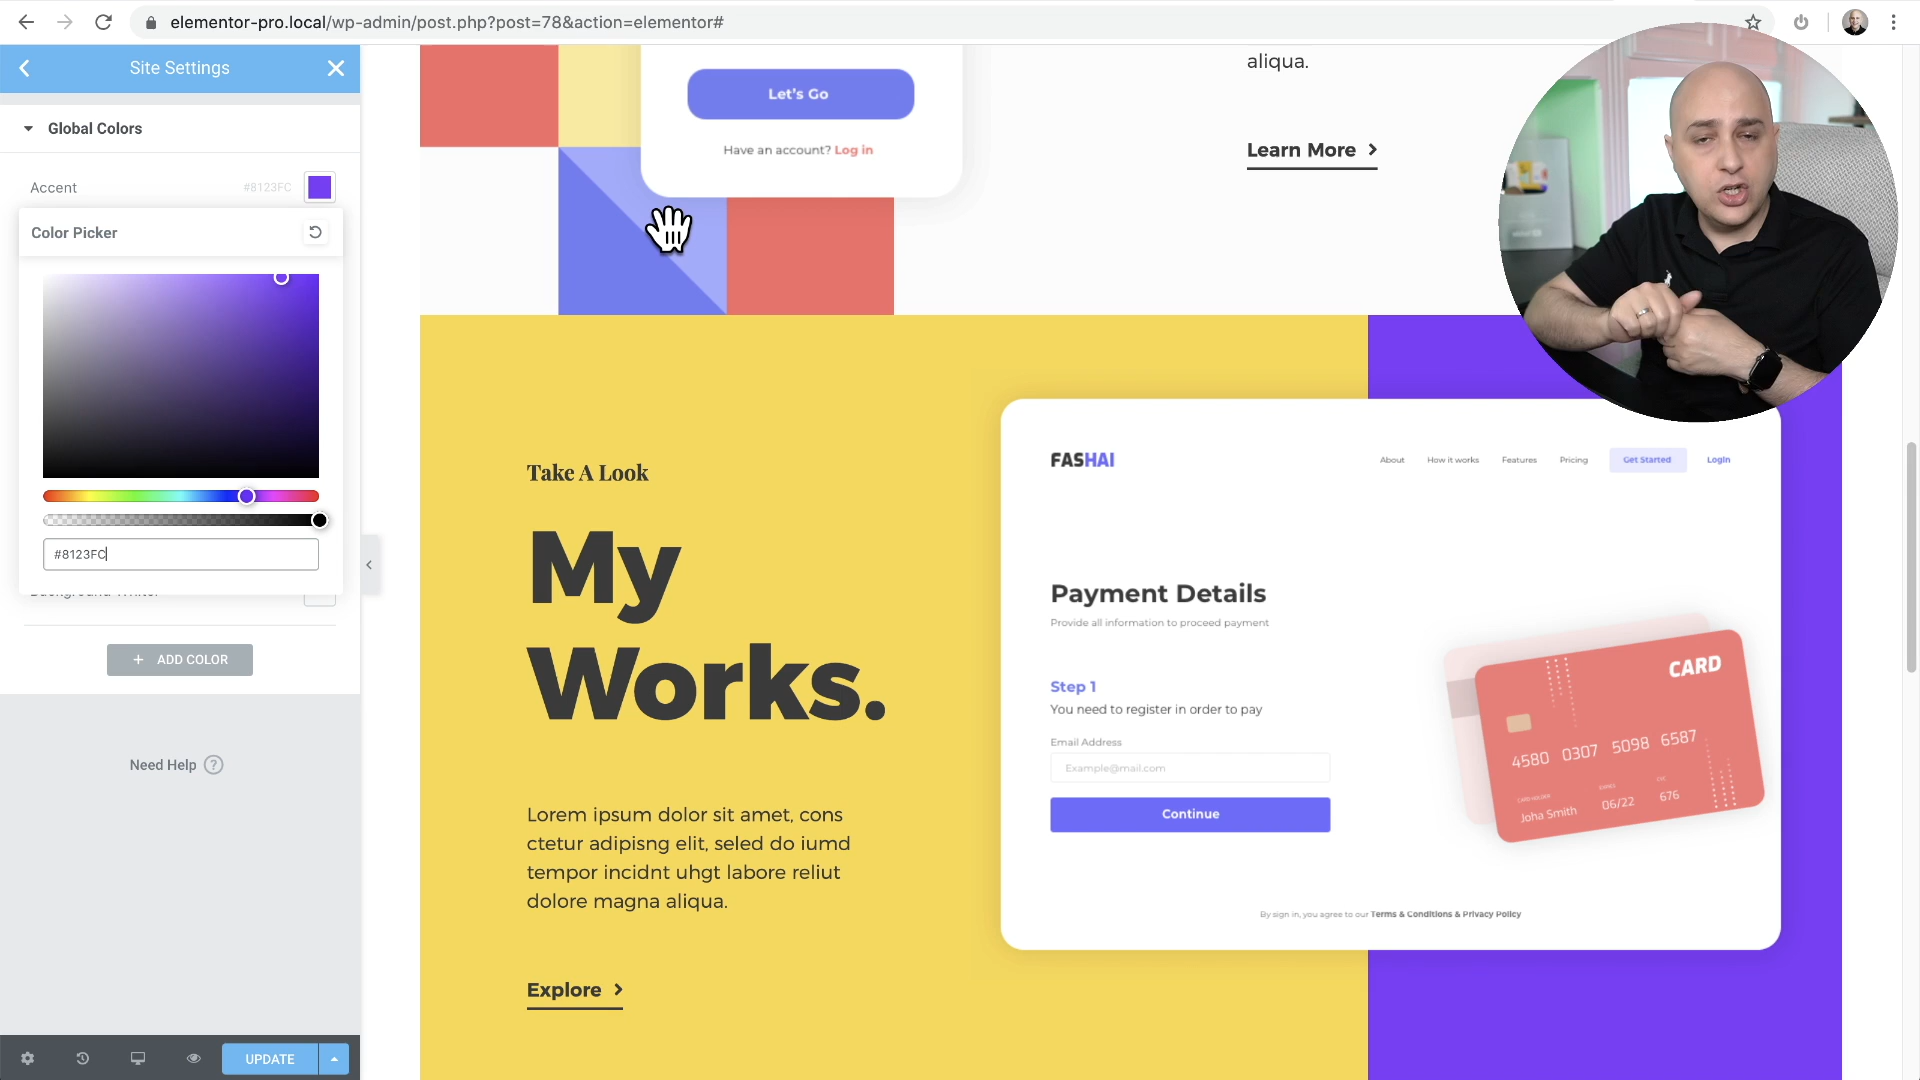 elementor-pro.local/wp-admin/post.php?post=78&action=elementor#
Site Settings
Global Colors
Accent #8123FC
Color Picker
#8123FC
ADD COLOR
Need Help
UPDATE
Let's Go
Have an account? Log in
aliqua.
Learn More
Take A Look
My
Works.
Lorem ipsum dolor sit amet, cons
ctetur adipisng elit, seled do iumd
tempor incidnt uhgt labore reliut
dolore magna aliqua.
Explore
FASHAI
About How it works Features Pricing Get Started Login
Payment Details
Provide all information to proceed payment
Step 1
You need to register in order to pay
Email Address
Example@mail.com
Continue
CARD
4580 0307 5098 6587
Joha Smith 06/22 676
By sign in, you agree to our Terms & Conditions & Privacy Policy